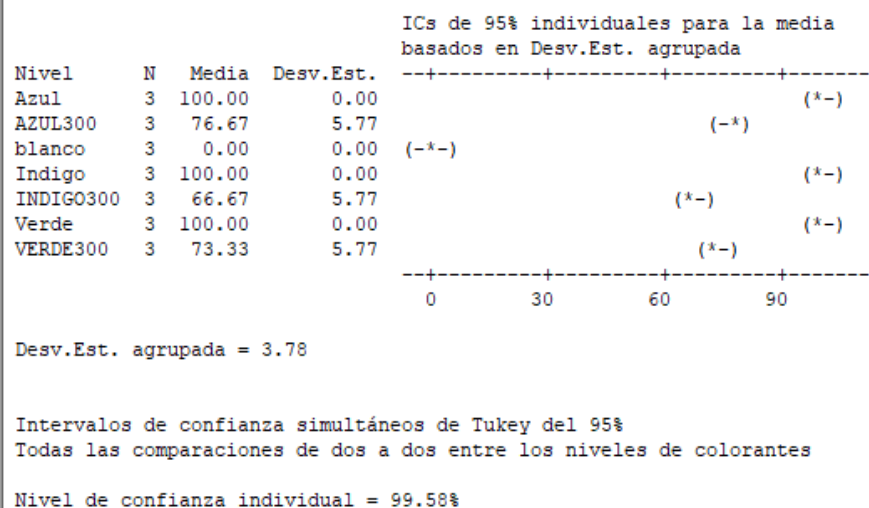 ICs de 95% individuales para la media
                                 basados en Desv.Est. agrupada
Nivel      N   Media  Desv.Est.  --+---------+---------+---------+-------
Azul       3  100.00       0.00                                    (*-)
AZUL300    3   76.67       5.77                            (-*)
blanco     3    0.00       0.00  (-*-)
Indigo     3  100.00       0.00                                    (*-)
INDIGO300  3   66.67       5.77                         (*-)
Verde      3  100.00       0.00                                    (*-)
VERDE300   3   73.33       5.77                           (*-)
                                 --+---------+---------+---------+-------
                                   0        30        60        90
Desv.Est. agrupada = 3.78
Intervalos de confianza simultáneos de Tukey del 95%
Todas las comparaciones de dos a dos entre los niveles de colorantes
Nivel de confianza individual = 99.58%